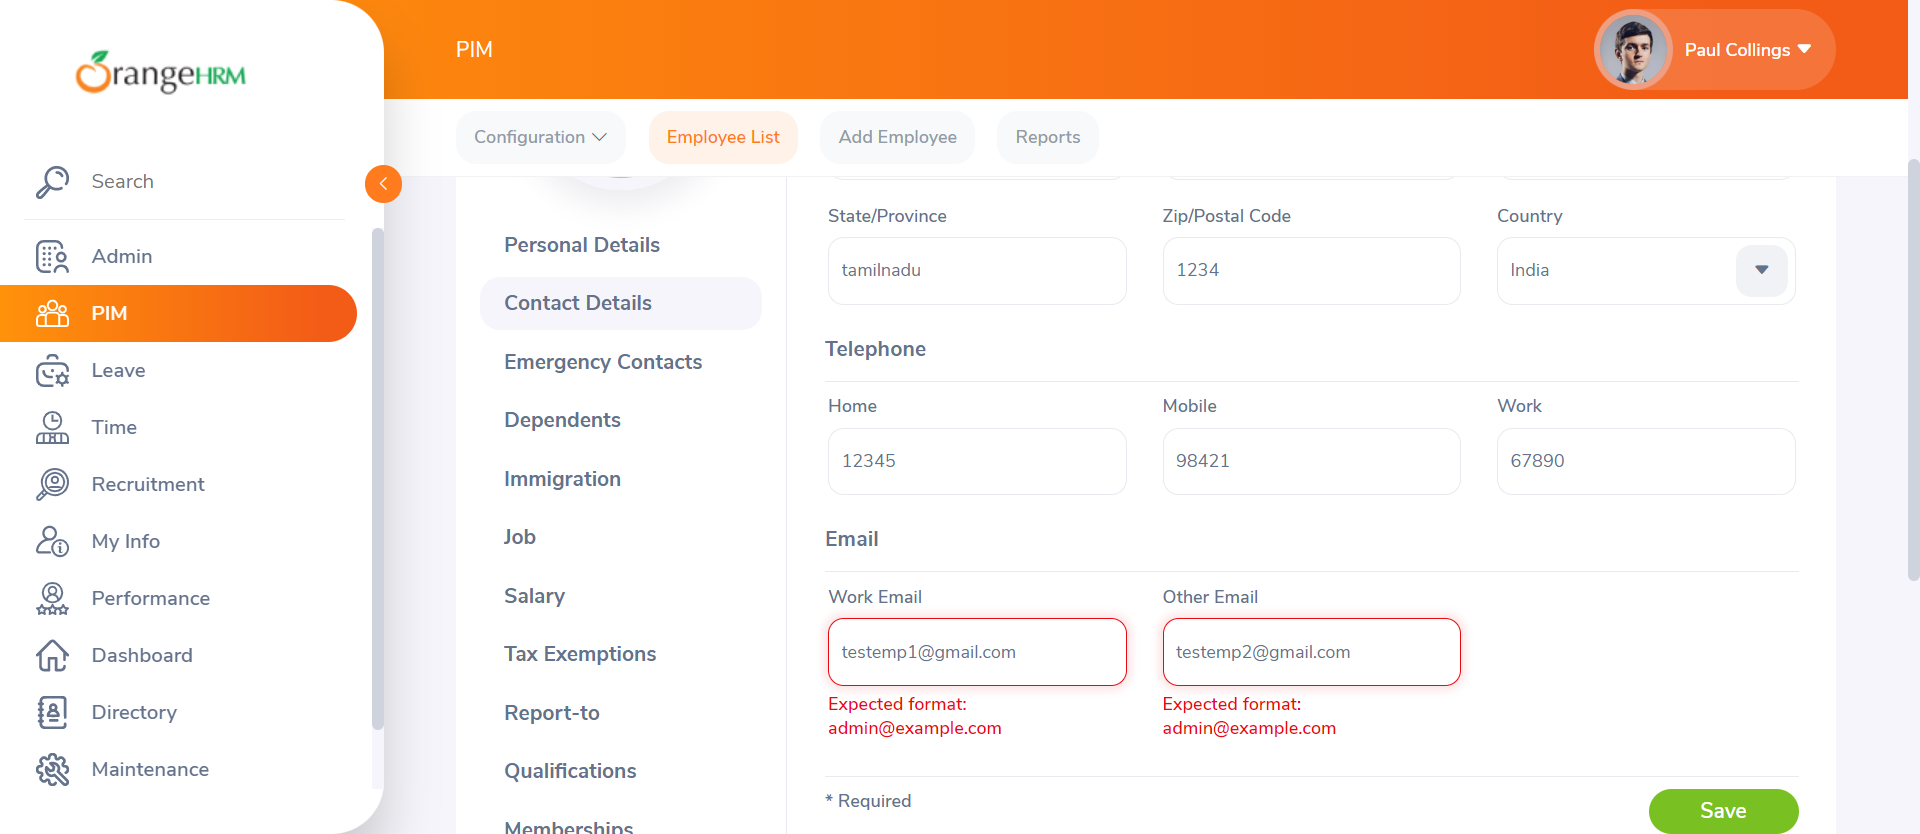 OrangeHRM
PIM
Paul Collings
Configuration
Employee List
Add Employee
Reports
Search
Admin
PIM
Leave
Time
Recruitment
My Info
Performance
Dashboard
Directory
Maintenance
Personal Details
Contact Details
Emergency Contacts
Dependents
Immigration
Job
Salary
Tax Exemptions
Report-to
Qualifications
Memberships
State/Province
Zip/Postal Code
Country
tamilnadu
1234
India
Telephone
Home
Mobile
Work
12345
98421
67890
Email
Work Email
Other Email
testemp1@gmail.com
testemp2@gmail.com
Expected format:
admin@example.com
Expected format:
admin@example.com
* Required
Save